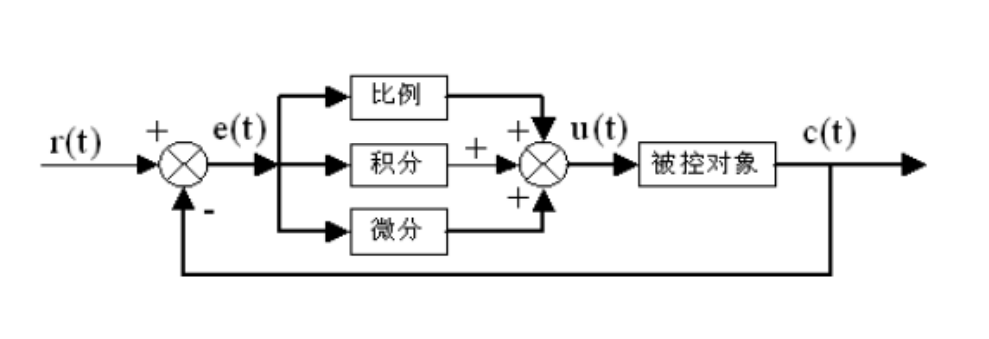 r(t)
+
-
e(t)
比例
积分
微分
+
+
+
u(t)
被控对象
c(t)